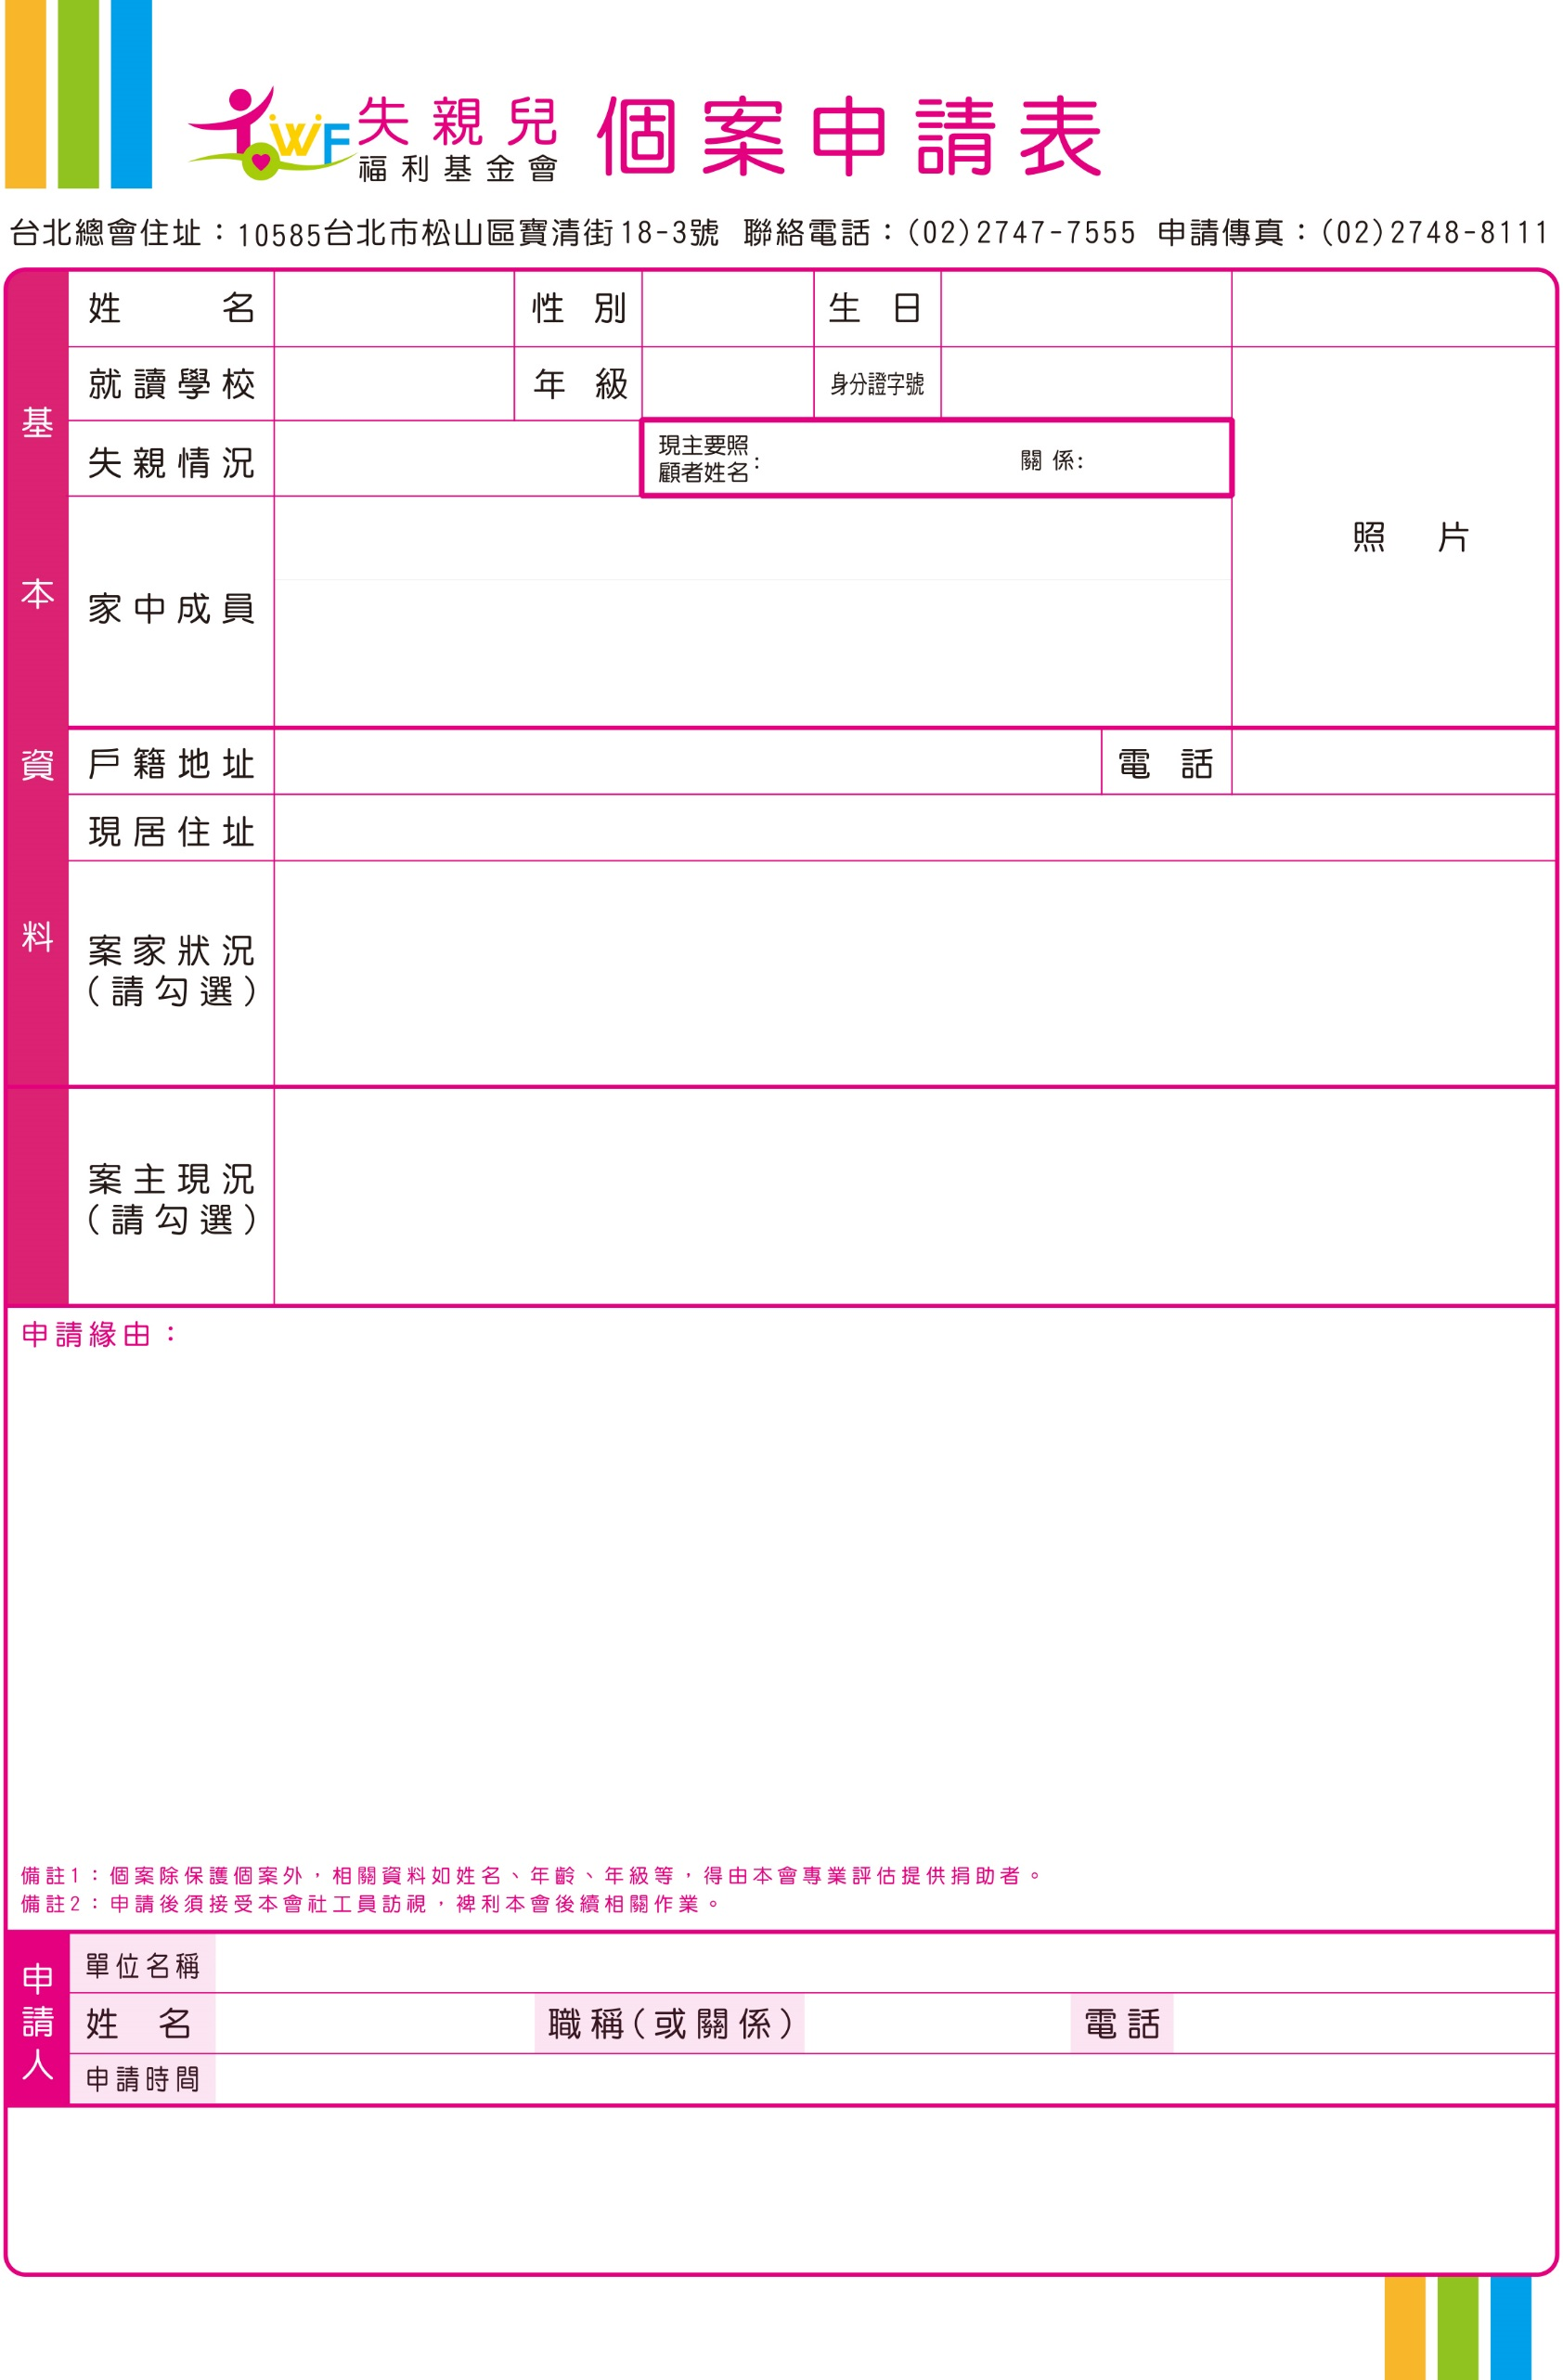 iWF 失親兒 個案申請表
福利基金會
台北總會住址：10585台北市松山區寶清街18-3號 聯絡電話：(02)2747-7555 申請傳真：(02)2748-8111
基本資料
姓名 性別 生日
就讀學校 年級 身分證字號
失親情況 現主要照顧者姓名： 關係:
照片
家中成員
戶籍地址 電話
現居住址
案家狀況
(請勾選)
案主現況
(請勾選)
申請緣由：
備註1：個案除保護個案外，相關資料如姓名、年齡、年級等，得由本會專業評估提供捐助者。
備註2：申請後須接受本會社工員訪視，裨利本會後續相關作業。
申請人
單位名稱
姓名 職稱(或關係) 電話
申請時間